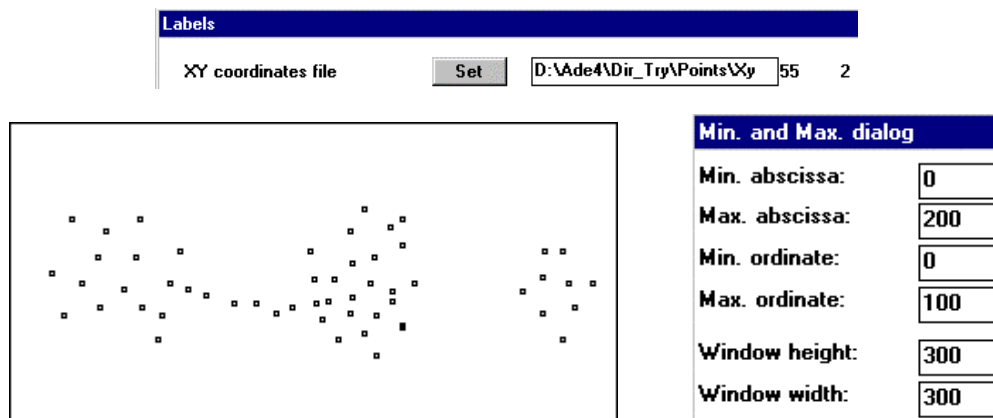 Labels
XY coordinates file Set D:\Ade4\Dir_Try\Points\Xy 55 2
Min. and Max. dialog
Min. abscissa: 0
Max. abscissa: 200
Min. ordinate: 0
Max. ordinate: 100
Window height: 300
Window width: 300